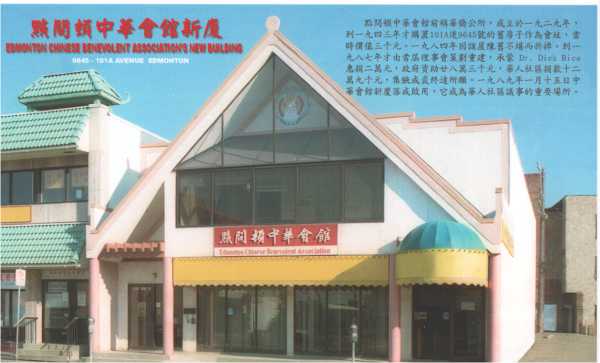 點問頓中華會館新廈
EDMONTON CHINESE BENEVOLENT ASSOCIATION'S NEW BUILDING
9645 - 101A AVENUE EDMONTON
點問頓中華會館前稱華僑公所，成立於一九二九年，
到一九四三年才購置101A道9645號的舊房子作為會址，當
時價值三千元。一九八四年因該屋陳舊不堪而拆掉。到一
九八七年才由當屆理事會策劃重建，承蒙 Dr. Dick Rice
惠捐二萬元，政府資助廿八萬三千元，華人社區捐款十二
萬九千元，集腋成裘終達所願。一九八九年一月十五日中
華會館新廈落成啟用，它成為華人社區議事的重要場所。
點問頓中華會館
Edmonton Chinese Benevolent Association